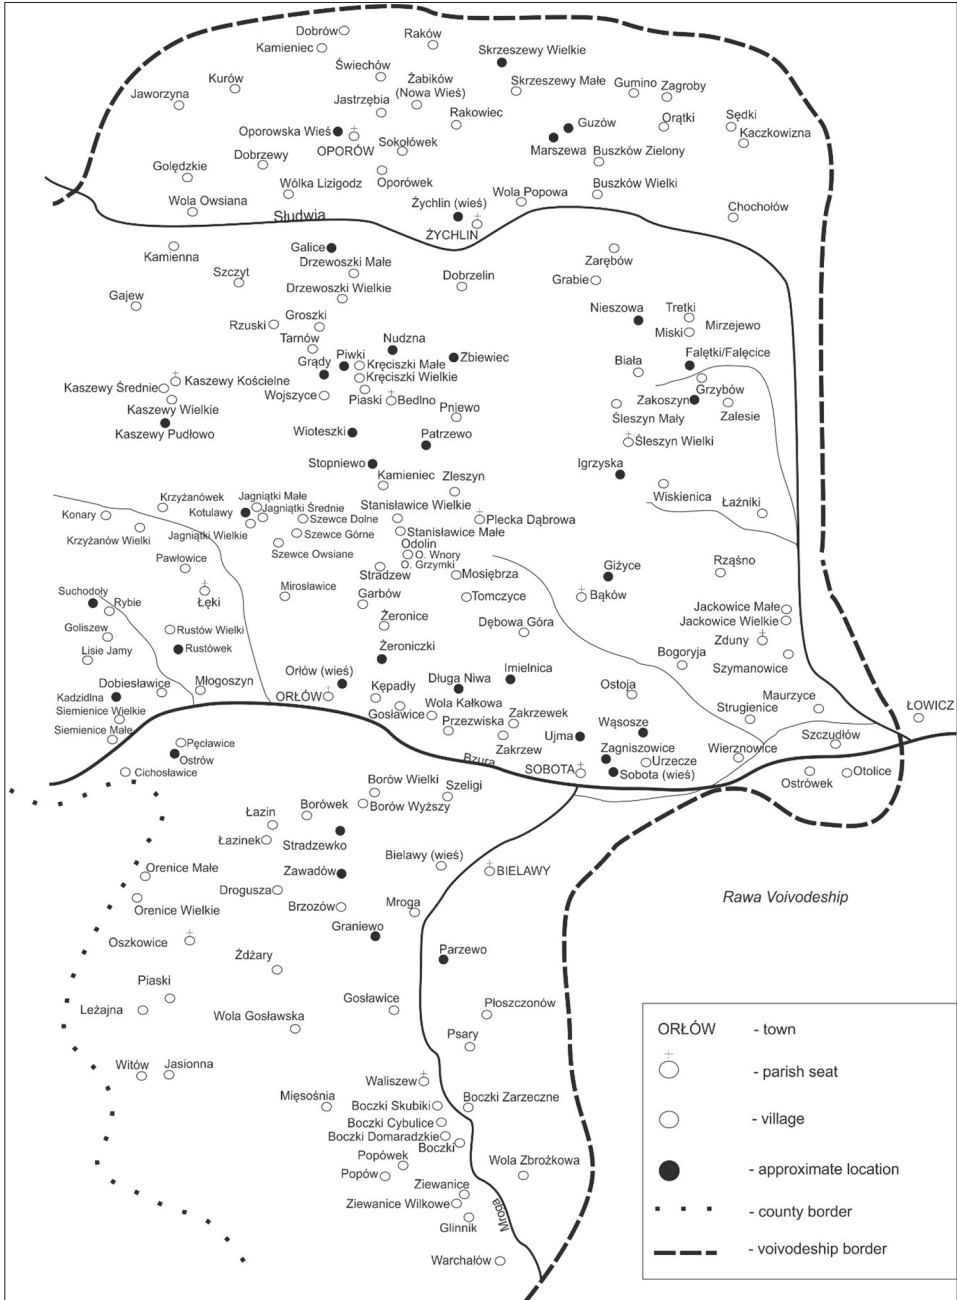 Dobrów
Raków
Kamieniec
Skrzeszewy Wielkie
Świechów
Kurów
Żabików
(Nowa Wieś)
Skrzeszewy Małe
Gumino
Zagroby
Jaworzyna
Jastrzębia
Rakowiec
Sędki
Oporowska Wieś
Guzów
Orątki
Kaczkowizna
OPORÓW
Sokołówek
Marszewa
Buszków Zielony
Dobrzewy
Golędzkie
Oporówek
Wólka Lizigodz
Wola Popowa
Buszków Wielki
Wola Owsiana
Żychlin (wieś)
Chochołów
Słudwia
ŻYCHLIN
Kamienna
Galice
Zarębów
Drzewoszki Małe
Szczyt
Dobrzelin
Grabie
Drzewoszki Wielkie
Gajew
Nieszowa
Tretki
Groszki
Rzuski
Miski
Mirzejewo
Tarnów
Nudzna
Piwki
Zbiewiec
Falętki/Falęcice
Grądy
Kręciszki Małe
Biała
Kaszewy Kościelne
Kręciszki Wielkie
Kaszewy Średnie
Grzybów
Wojszyce
Piaski
Bedlno
Zakoszyn
Kaszewy Wielkie
Pniewo
Śleszyn Mały
Zalesie
Kaszewy Pudłowo
Wioteszki
Patrzewo
Śleszyn Wielki
Stopniewo
Igrzyska
Kamieniec
Zleszyn
Krzyżanówek
Jagniątki Małe
Wiskienica
Łaźniki
Konary
Kotulawy
Jagniątki Średnie
Stanisławice Wielkie
Szewce Dolne
Plecka Dąbrowa
Krzyżanów Wielki
Jagniątki Wielkie
Szewce Górne
Stanisławice Małe
Odolin
Szewce Owsiane
O. Wnory
Pawłowice
O. Grzymki
Giżyce
Rząśno
Stradzew
Mosiębrza
Suchodoły
Mirosławice
Garbów
Tomczyce
Bąków
Rybie
Łęki
Jackowice Małe
Żeronice
Jackowice Wielkie
Goliszew
Rustów Wielki
Dębowa Góra
Zduny
Lisie Jamy
Rustówek
Żeroniczki
Bogoryja
Szymanowice
Orłów (wieś)
Imielnica
Długa Niwa
Dobiesławice
Młogoszyn
Kępadły
Ostoja
Kadzidlna
ORŁÓW
Maurzyce
Wola Kałkowa
Siemienice Wielkie
Gosławice
Zakrzewek
Strugienice
ŁOWICZ
Przezwiska
Wąsosze
Siemienice Małe
Ujma
Szczudłów
Pęcławice
Zakrzew
Zagniszowice
Wierznowice
Ostrów
Bzura
Urzecze
Cichosławice
SOBOTA
Sobota (wieś)
Ostrówek
Otolice
Borów Wielki
Szeligi
Borówek
Borów Wyższy
Łazin
Łazinek
Stradzewko
Bielawy (wieś)
Orenice Małe
Zawadów
BIELAWY
Drogusza
Brzozów
Mroga
Rawa Voivodeship
Orenice Wielkie
Graniewo
Oszkowice
Parzewo
Żdżary
Piaski
Gosławice
Płoszczonów
Leżajna
Wola Gosławska
ORŁÓW - town
Psary
Witów
Jasionna
- parish seat
Waliszew
Mięsośnia
Boczki Zarzeczne
Boczki Skubiki
- village
Boczki Cybulice
Boczki Domaradzkie
Boczki
Popówek
Wola Zbrożkowa
- approximate location
Popów
Ziewanice
Ziewanice Wilkowe
Mroga
- county border
Glinnik
- voivodeship border
Warchałów